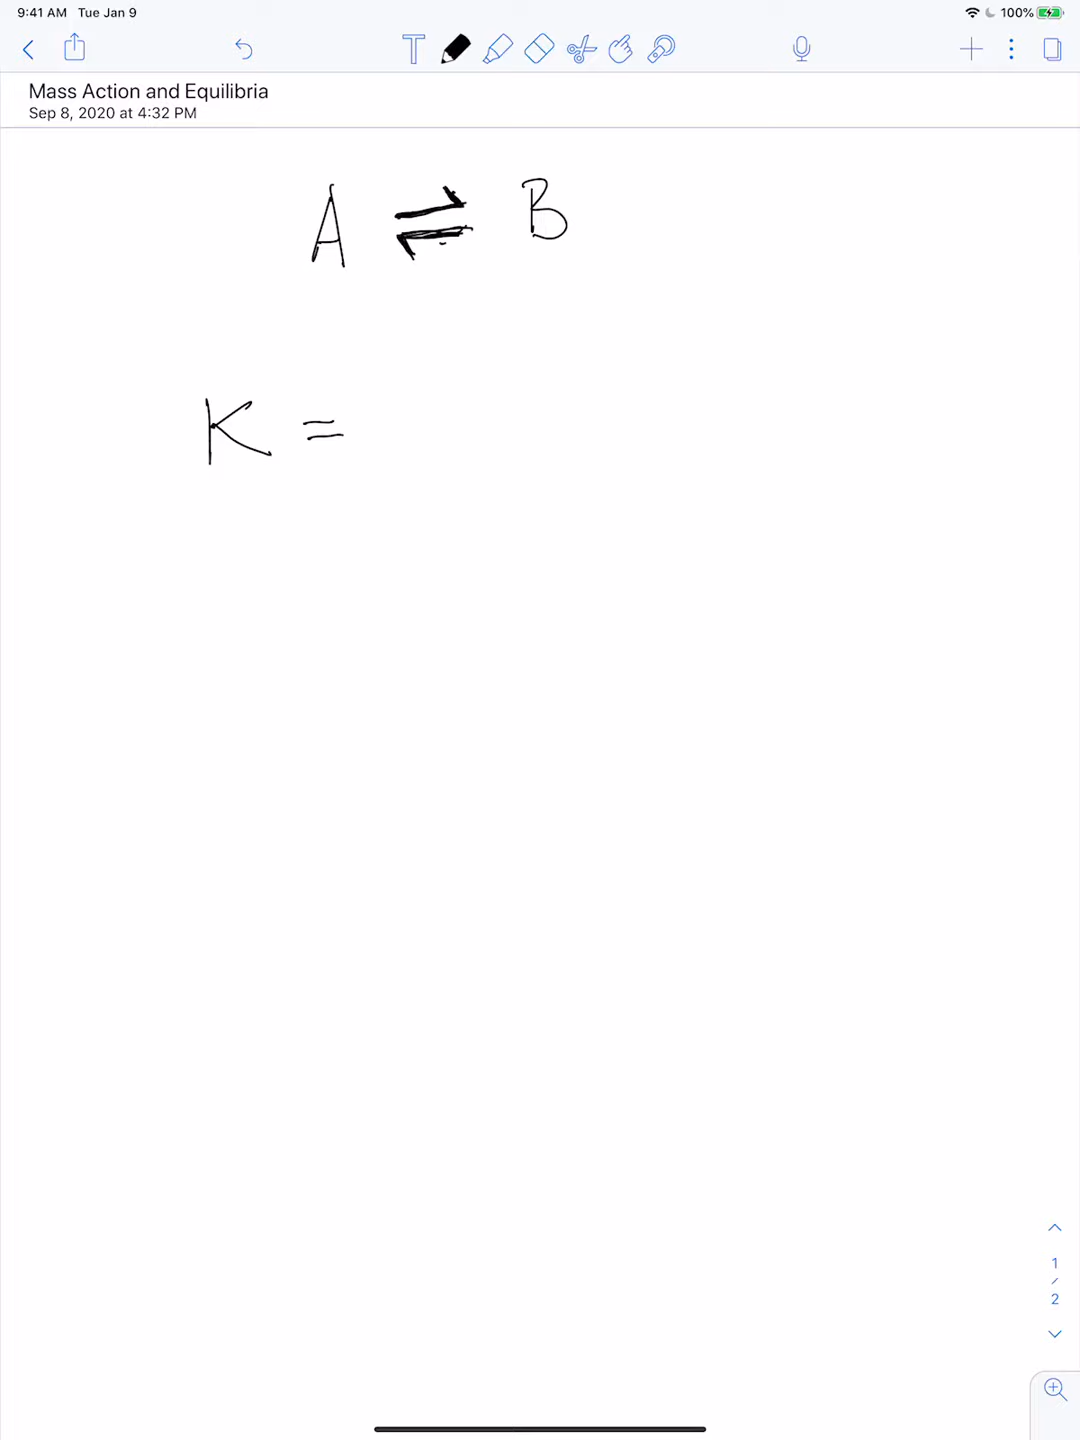 9:41 AM Tue Jan 9 100%
T
Mass Action and Equilibria
Sep 8, 2020 at 4:32 PM
A ⇌ B
K =
1
/
2